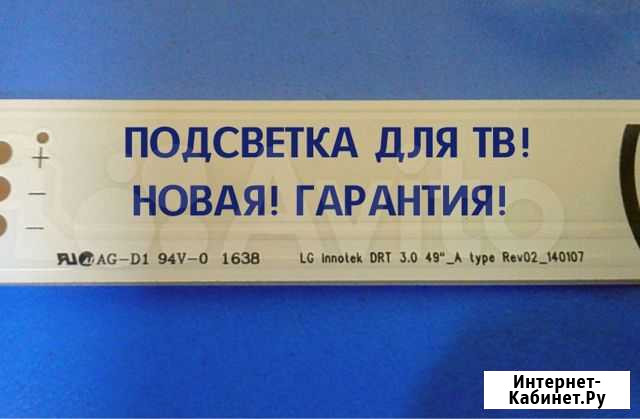 ПОДСВЕТКА ДЛЯ ТВ!
НОВАЯ! ГАРАНТИЯ!
AG-D1 94V-0 1638
LG Innotek DRT 3.0 49"_A type Rev02_140107
Avito
Интернет-
Кабинет.Ру